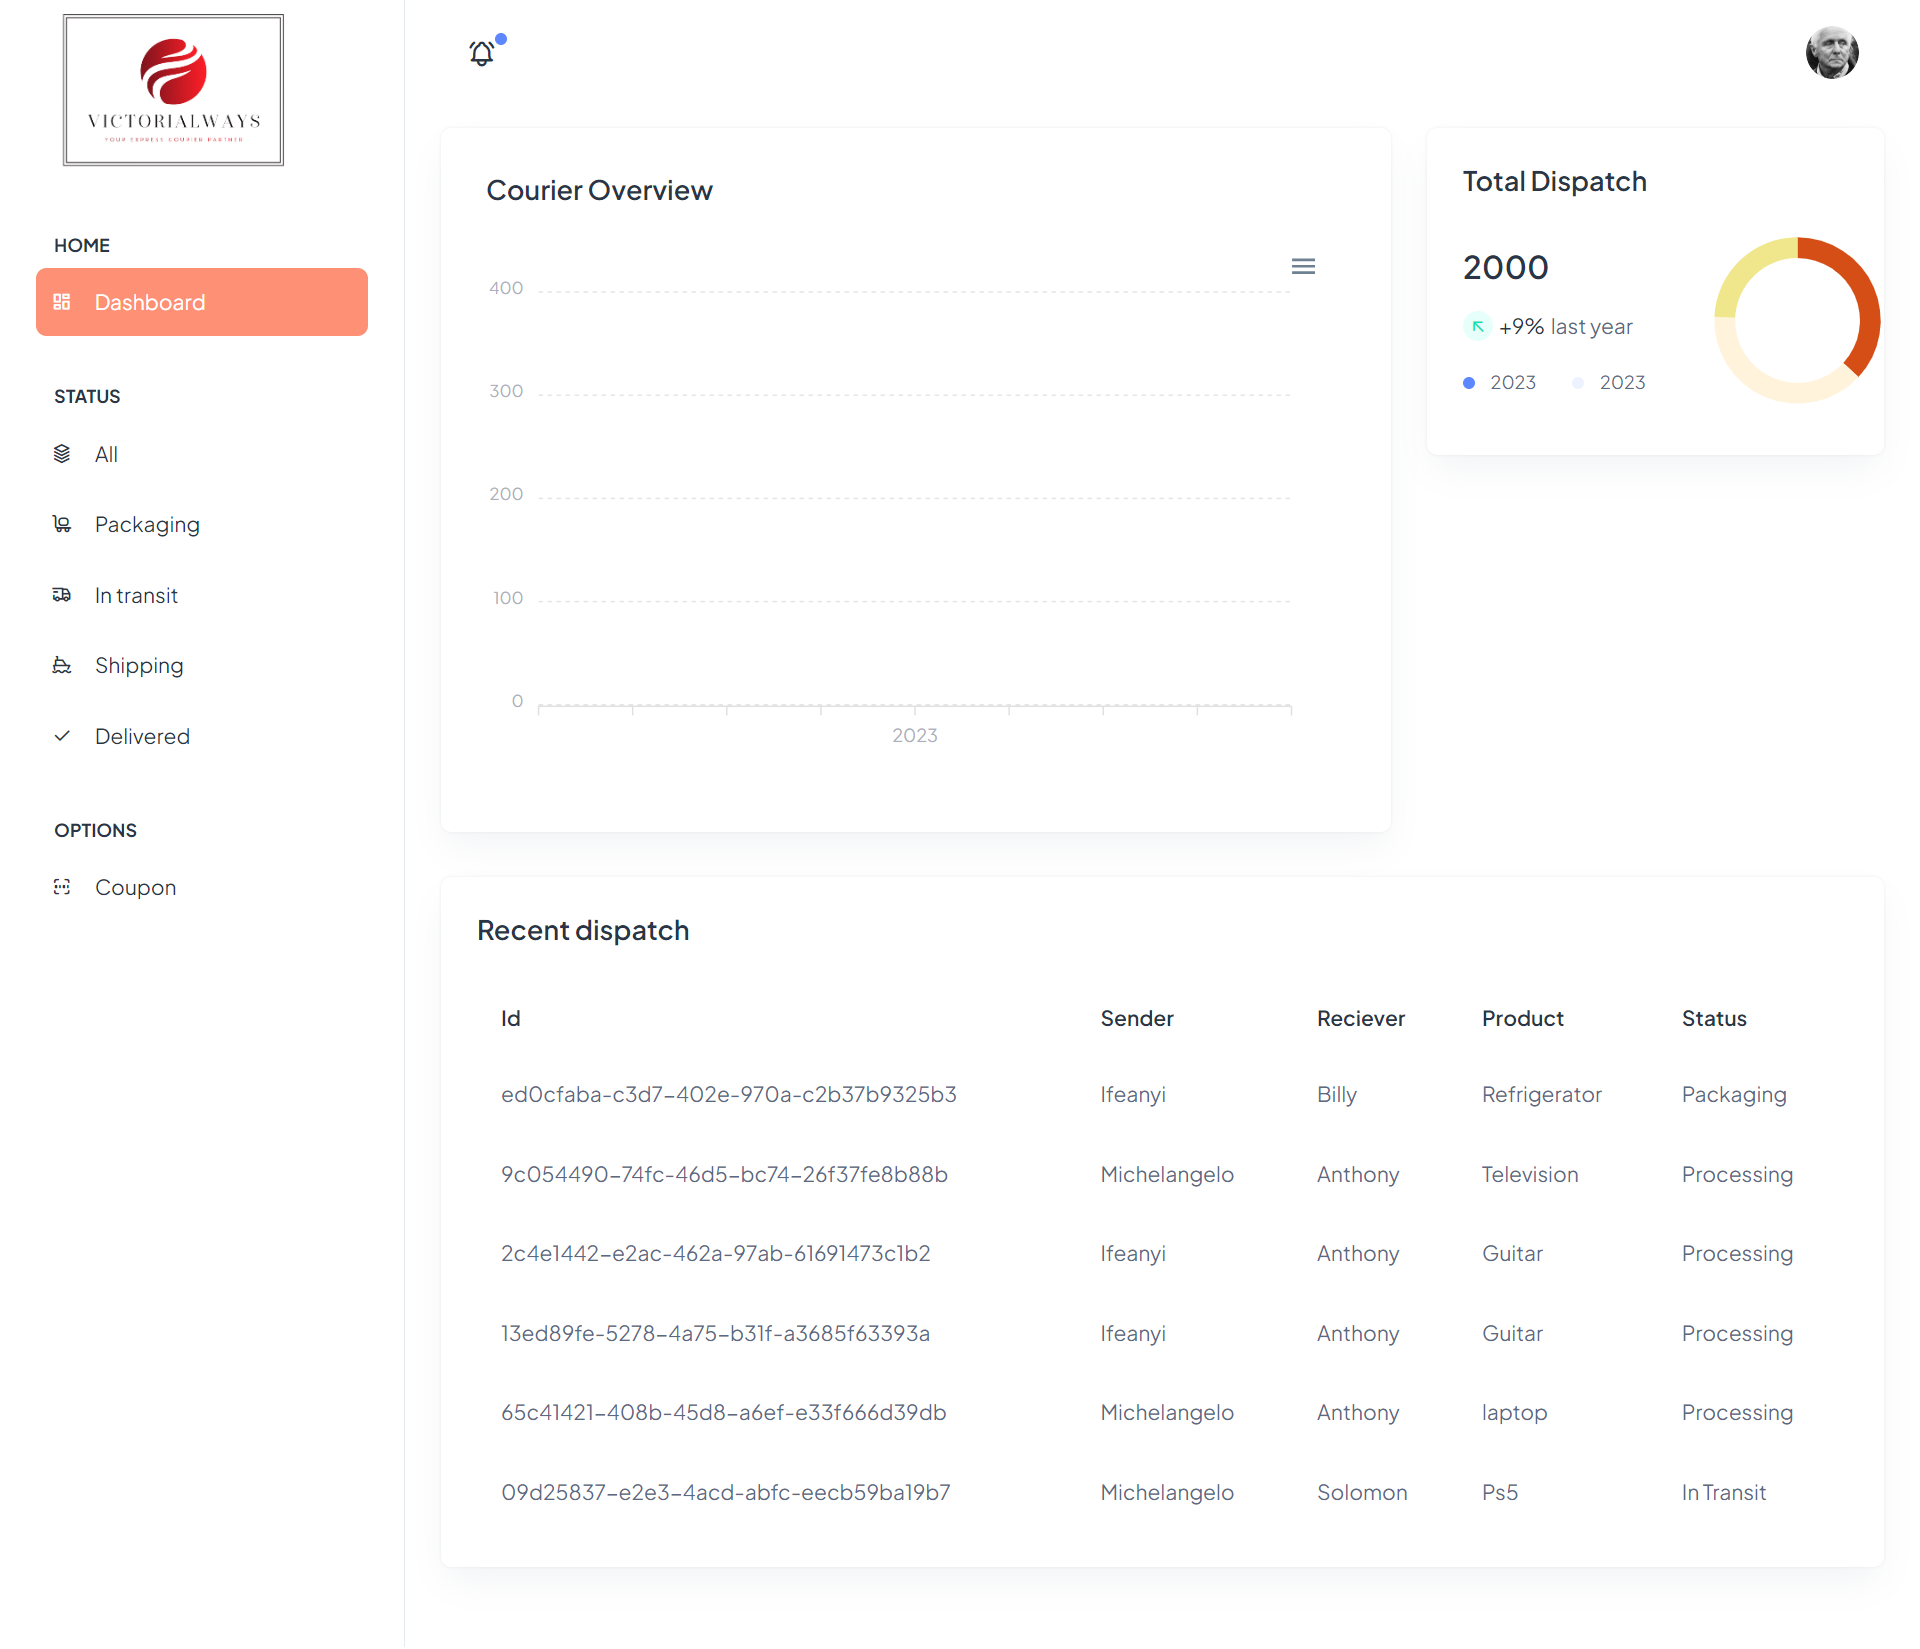 VICTORIALWAYS
YOUR EXPRESS COURIER PARTNER
HOME
Dashboard
STATUS
All
Packaging
In transit
Shipping
Delivered
OPTIONS
Coupon
Courier Overview
400
300
200
100
0
2023
Total Dispatch
2000
+9% last year
2023 2023
Recent dispatch
Id Sender Reciever Product Status
ed0cfaba-c3d7-402e-970a-c2b37b9325b3 Ifeanyi Billy Refrigerator Packaging
9c054490-74fc-46d5-bc74-26f37fe8b88b Michelangelo Anthony Television Processing
2c4e1442-e2ac-462a-97ab-61691473c1b2 Ifeanyi Anthony Guitar Processing
13ed89fe-5278-4a75-b31f-a3685f63393a Ifeanyi Anthony Guitar Processing
65c41421-408b-45d8-a6ef-e33f666d39db Michelangelo Anthony laptop Processing
09d25837-e2e3-4acd-abfc-eecb59ba19b7 Michelangelo Solomon Ps5 In Transit